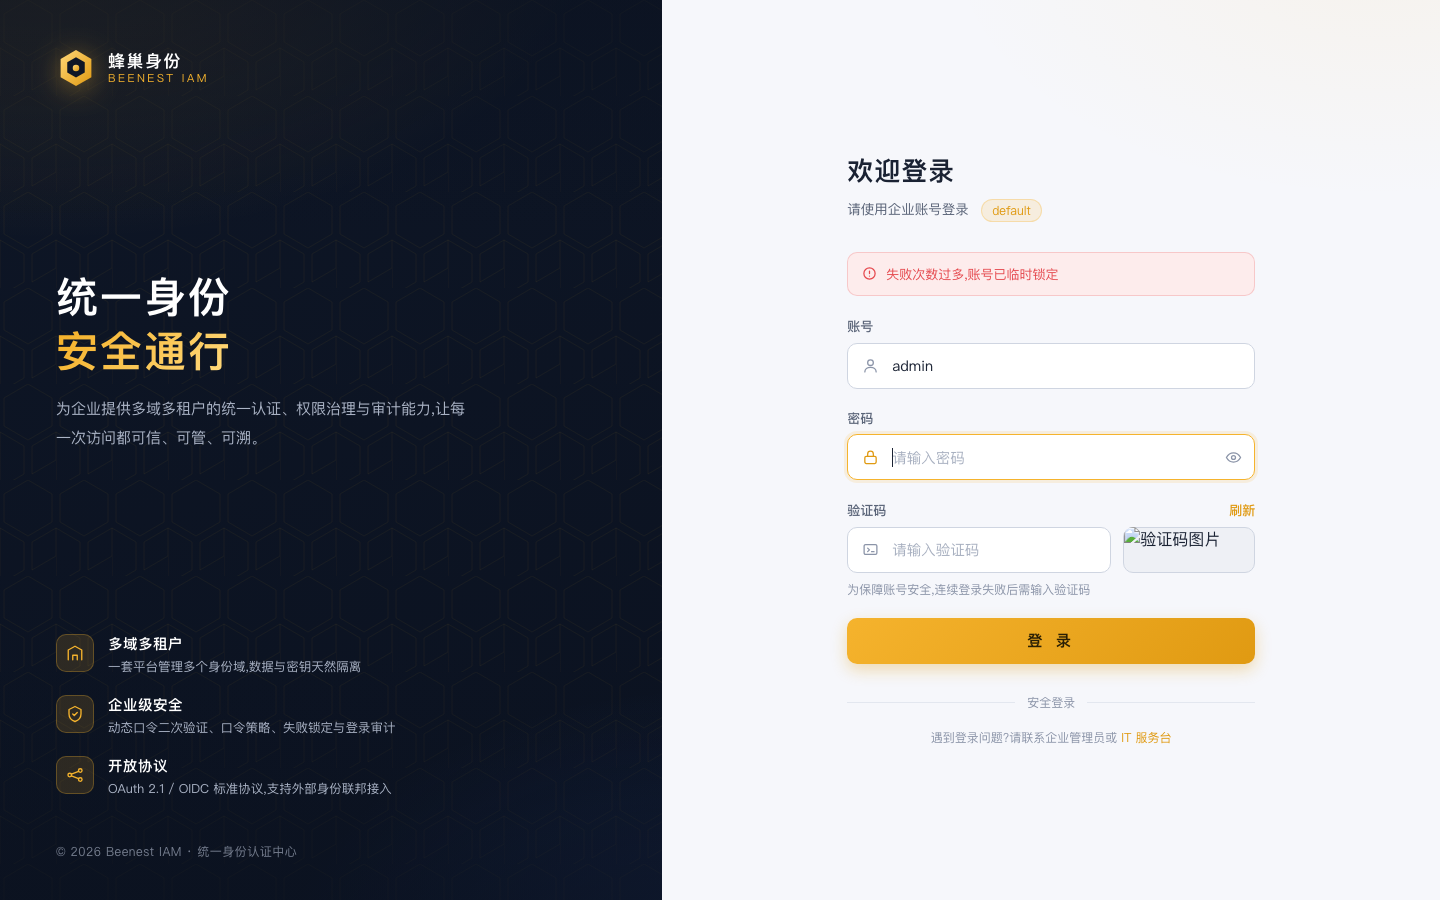 蜂巢身份
BEENEST IAM
统一身份
安全通行
为企业提供多域多租户的统一认证、权限治理与审计能力,让每
一次访问都可信、可管、可溯。
多域多租户
一套平台管理多个身份域,数据与密钥天然隔离
企业级安全
动态口令二次验证、口令策略、失败锁定与登录审计
开放协议
OAuth 2.1 / OIDC 标准协议,支持外部身份联邦接入
© 2026 Beenest IAM · 统一身份认证中心
欢迎登录
请使用企业账号登录 default
失败次数过多,账号已临时锁定
账号
admin
密码
请输入密码
验证码 刷新
请输入验证码 验证码图片
为保障账号安全,连续登录失败后需输入验证码
登 录
安全登录
遇到登录问题?请联系企业管理员或 IT 服务台